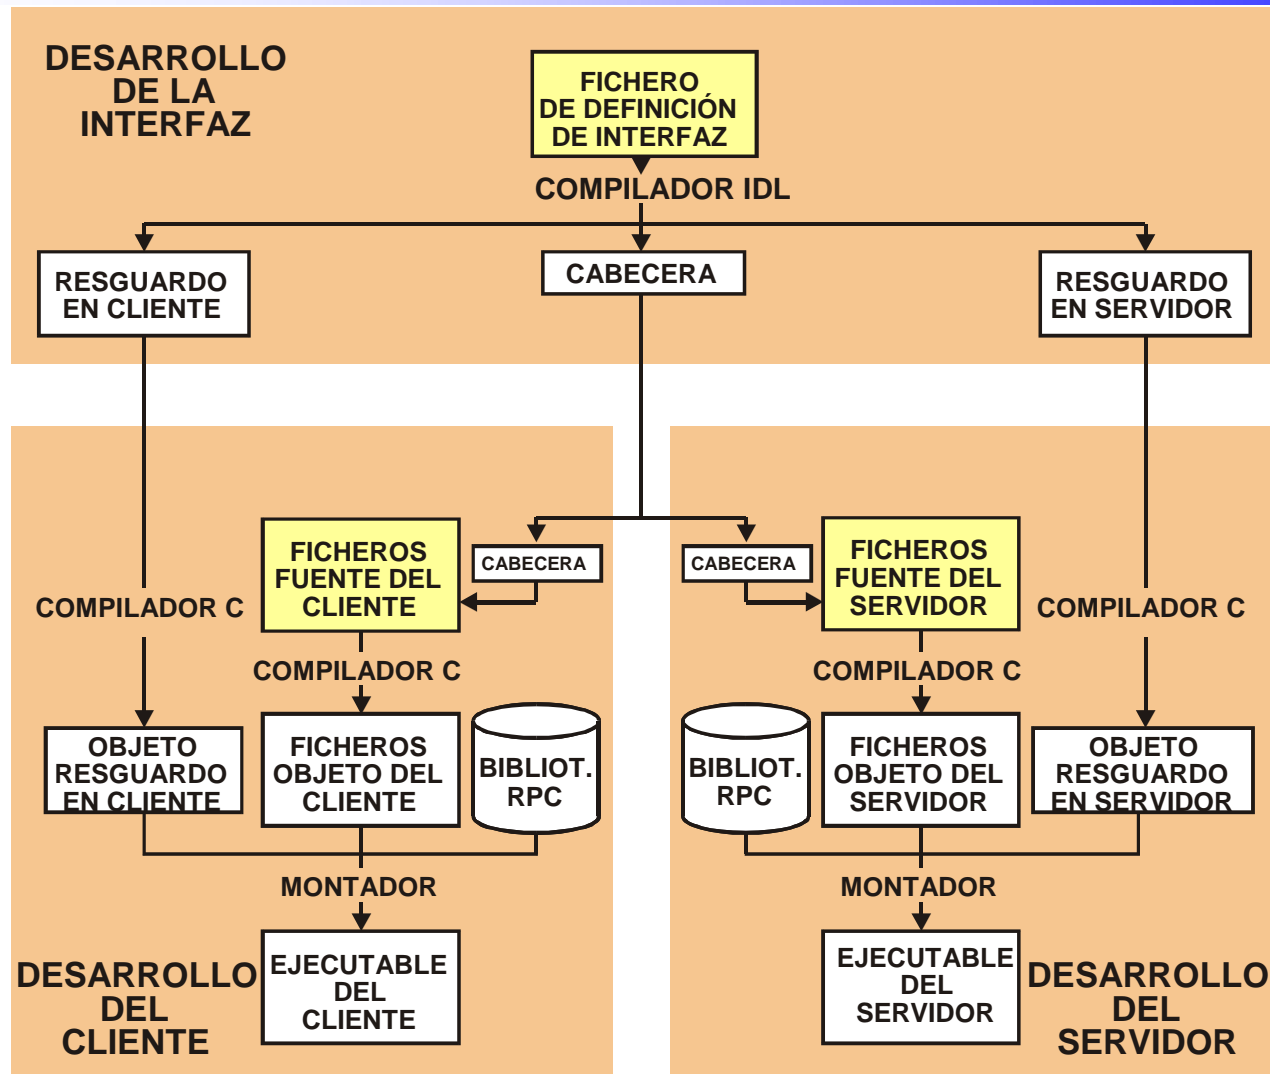 DESARROLLO
DE LA
INTERFAZ
FICHERO
DE DEFINICIÓN
DE INTERFAZ
COMPILADOR IDL
RESGUARDO
EN CLIENTE
CABECERA
RESGUARDO
EN SERVIDOR
FICHEROS
FUENTE DEL
CLIENTE
CABECERA
CABECERA
FICHEROS
FUENTE DEL
SERVIDOR
COMPILADOR C
COMPILADOR C
COMPILADOR C
COMPILADOR C
OBJETO
RESGUARDO
EN CLIENTE
FICHEROS
OBJETO DEL
CLIENTE
BIBLIOT.
RPC
BIBLIOT.
RPC
FICHEROS
OBJETO DEL
SERVIDOR
OBJETO
RESGUARDO
EN SERVIDOR
MONTADOR
MONTADOR
DESARROLLO
DEL
CLIENTE
EJECUTABLE
DEL
CLIENTE
EJECUTABLE
DEL
SERVIDOR
DESARROLLO
DEL
SERVIDOR